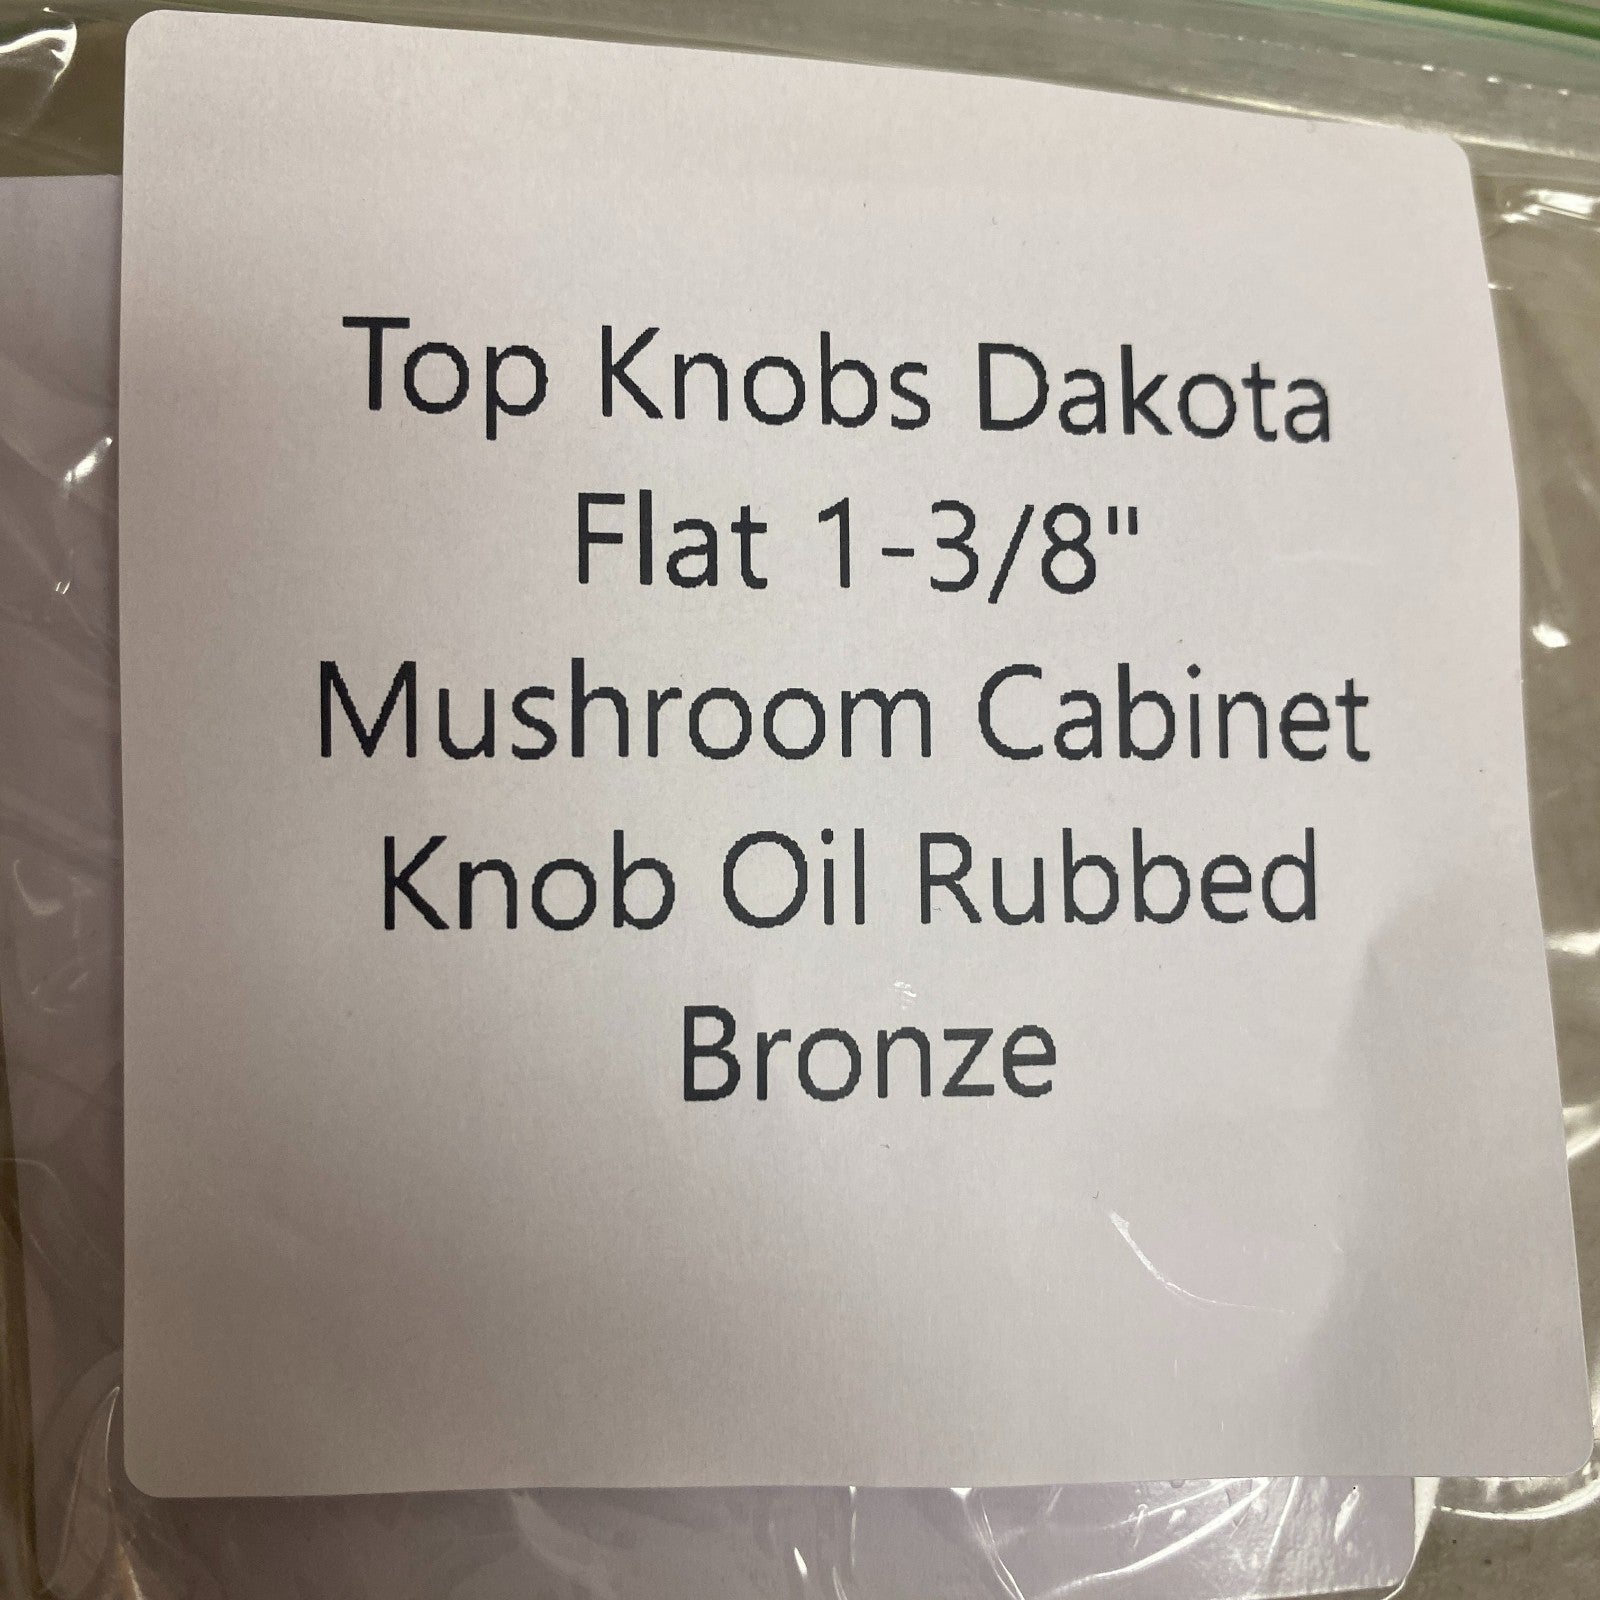 Top Knobs Dakota
Flat 1-3/8"
Mushroom Cabinet
Knob Oil Rubbed
Bronze